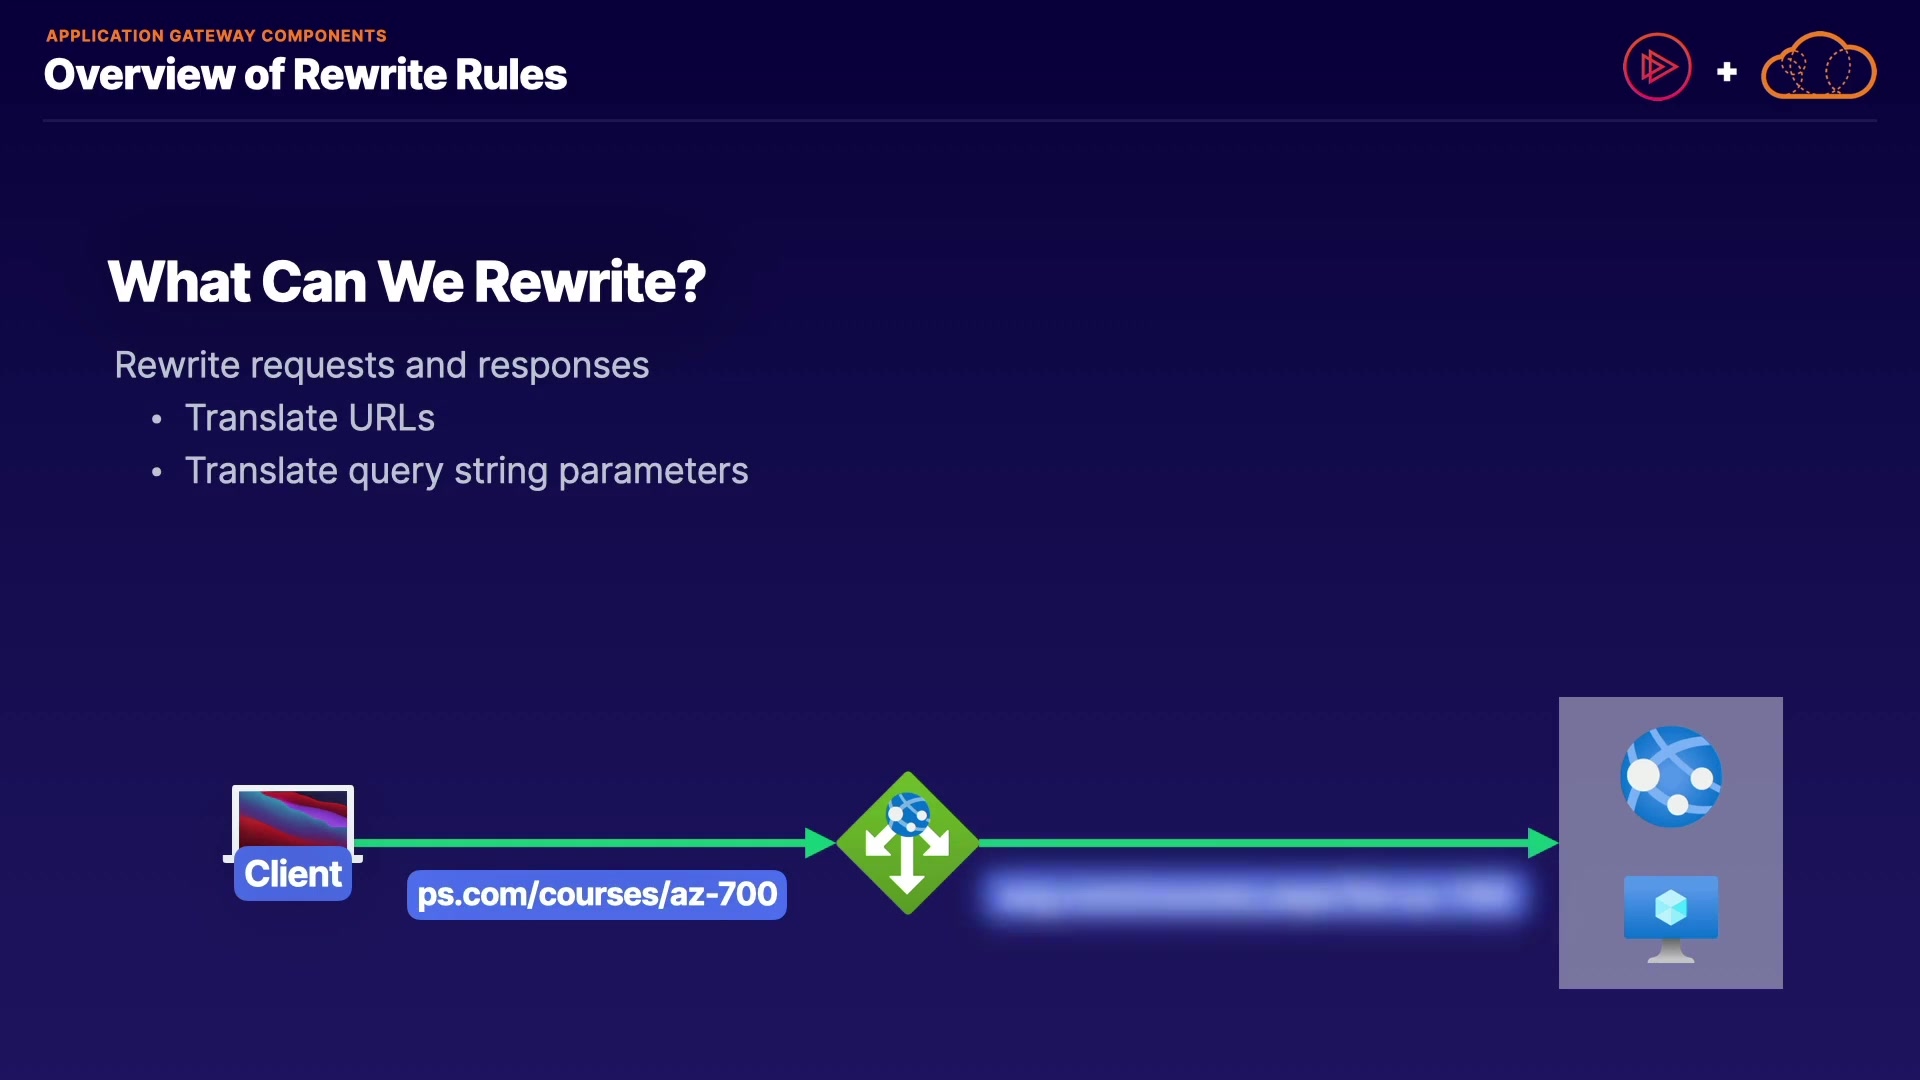 APPLICATION GATEWAY COMPONENTS
Overview of Rewrite Rules
What Can We Rewrite?
Rewrite requests and responses
• Translate URLs
• Translate query string parameters
Client
ps.com/courses/az-700